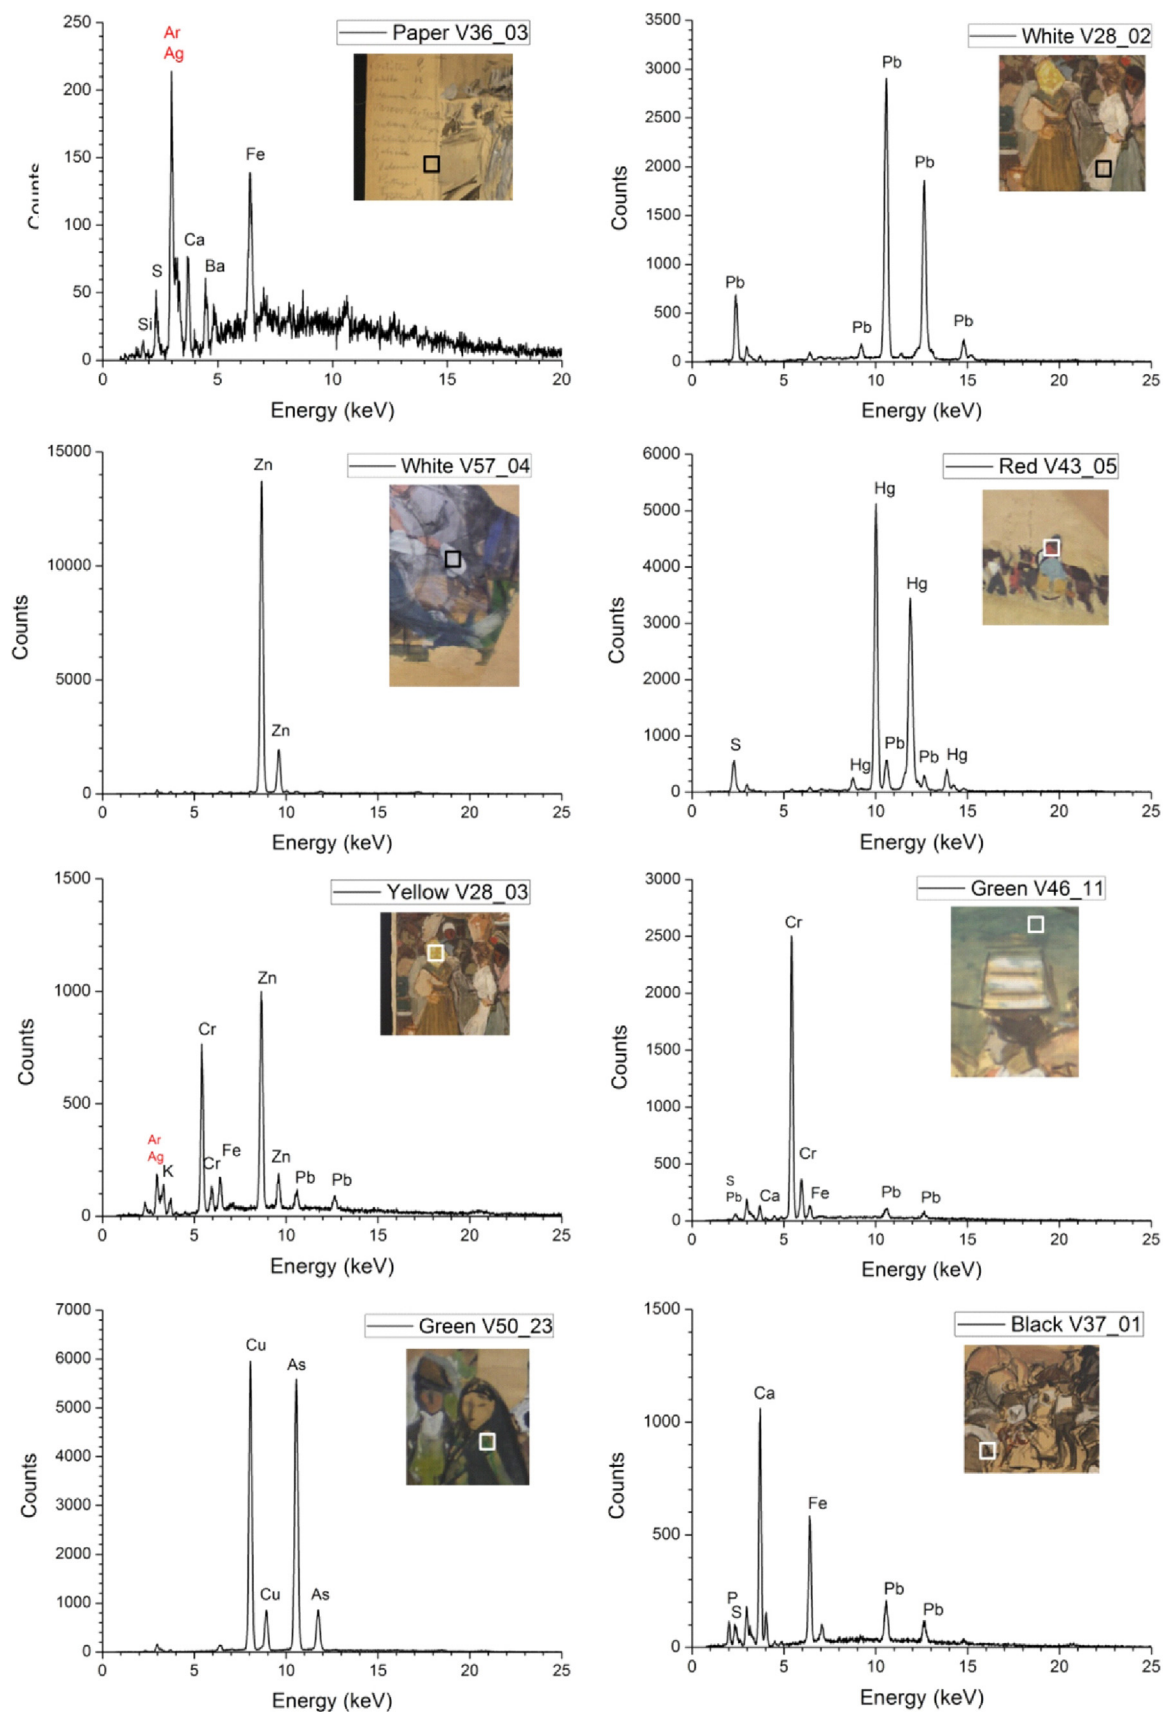 Paper V36_03
250
200
150
100
50
0
Counts
Ar
Ag
Si
S
Ca
Ba
Fe
0 5 10 15 20
Energy (keV)
White V28_02
3500
3000
2500
2000
1500
1000
500
0
Counts
Pb
Pb
Pb
Pb
Pb
0 5 10 15 20 25
Energy (keV)
White V57_04
15000
10000
5000
0
Counts
Zn
Zn
0 5 10 15 20 25
Energy (keV)
Red V43_05
6000
5000
4000
3000
2000
1000
0
Counts
S
Hg
Hg
Pb
Hg
Pb
Hg
0 5 10 15 20 25
Energy (keV)
Yellow V28_03
1500
1000
500
0
Counts
Ar
Ag
K
Cr
Cr
Fe
Zn
Zn
Pb
Pb
0 5 10 15 20 25
Energy (keV)
Green V46_11
3000
2500
2000
1500
1000
500
0
Counts
S
Pb
Ca
Cr
Cr
Fe
Pb
Pb
0 5 10 15 20 25
Energy (keV)
Green V50_23
7000
6000
5000
4000
3000
2000
1000
0
Counts
Cu
Cu
As
As
0 5 10 15 20 25
Energy (keV)
Black V37_01
1500
1000
500
0
Counts
P
S
Ca
Fe
Pb
Pb
0 5 10 15 20 25
Energy (keV)